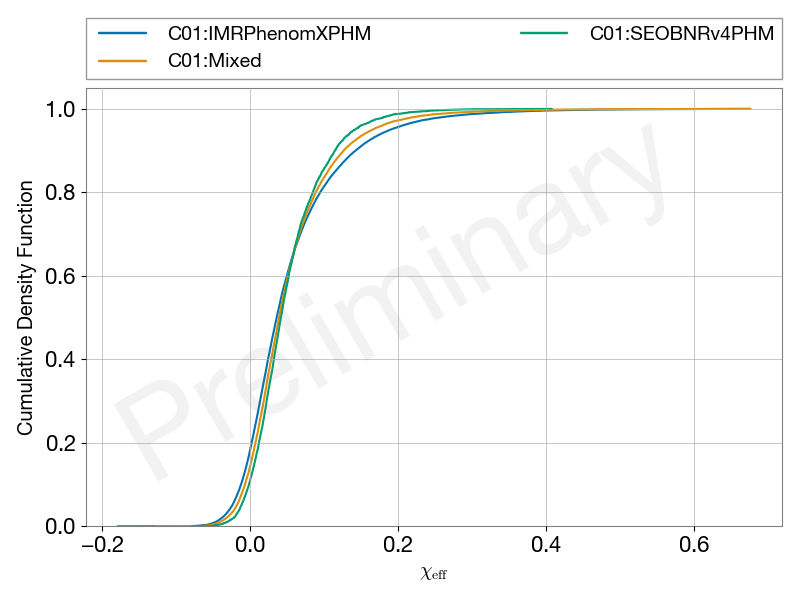 C01:IMRPhenomXPHM
C01:SEOBNRv4PHM
C01:Mixed
1.0
0.8
0.6
0.4
0.2
0.0
Cumulative Density Function
Preliminary
−0.2
0.0
0.2
0.4
0.6
χeff